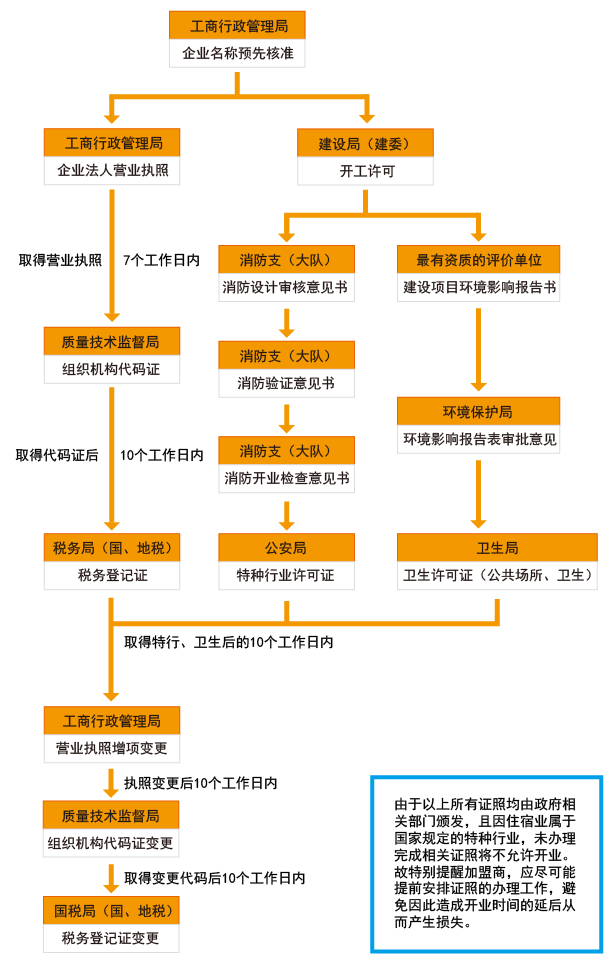 工商行政管理局
企业名称预先核准
工商行政管理局
企业法人营业执照
建设局（建委）
开工许可
取得营业执照 7个工作日内
消防支（大队）
消防设计审核意见书
最有资质的评价单位
建设项目环境影响报告书
质量技术监督局
组织机构代码证
消防支（大队）
消防验证意见书
环境保护局
环境影响报告表审批意见
取得代码证后 10个工作日内
消防支（大队）
消防开业检查意见书
税务局（国、地税）
税务登记证
公安局
特种行业许可证
卫生局
卫生许可证（公共场所、卫生）
取得特行、卫生后的10个工作日内
工商行政管理局
营业执照增项变更
执照变更后10个工作日内
质量技术监督局
组织机构代码证变更
取得变更代码后10个工作日内
国税局（国、地税）
税务登记证变更
由于以上所有证照均由政府相
关部门颁发，且因住宿业属于
国家规定的特种行业，未办理
完成相关证照将不允许开业。
故特别提醒加盟商，应尽可能
提前安排证照的办理工作，避
免因此造成开业时间的延后从
而产生损失。